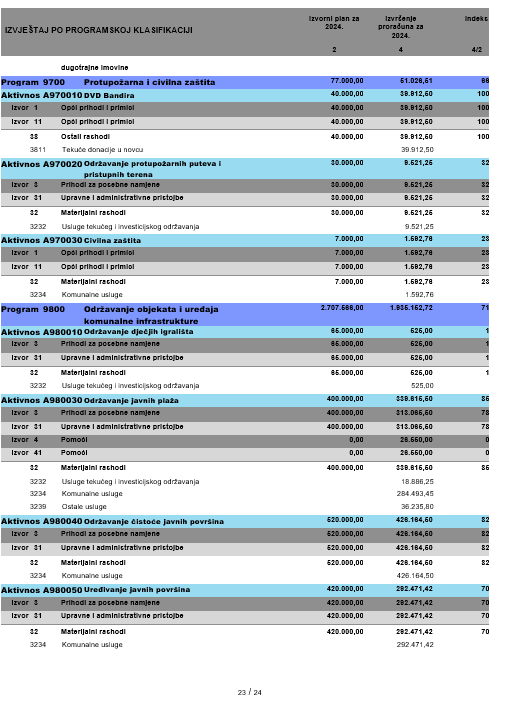 IZVJEŠTAJ PO PROGRAMSKOJ KLASIFIKACIJI Izvorni plan za 2024. Izvršenje proračuna za 2024. Indeks
2 4 4/2
dugotrajne imovine
Program 9700 Protupožarna i civilna zaštita 77.000,00 51.026,51 66
Aktivnos A970010 DVD Bandira 40.000,00 39.912,50 100
Izvor 1 Opći prihodi i primici 40.000,00 39.912,50 100
Izvor 11 Opći prihodi i primici 40.000,00 39.912,50 100
38 Ostali rashodi 40.000,00 39.912,50 100
3811 Tekuće donacije u novcu 39.912,50
Aktivnos A970020 Održavanje protupožarnih puteva i pristupnih terena 30.000,00 9.521,25 32
Izvor 3 Prihodi za posebne namjene 30.000,00 9.521,25 32
Izvor 31 Upravne i administrativne pristojbe 30.000,00 9.521,25 32
32 Materijalni rashodi 30.000,00 9.521,25 32
3232 Usluge tekućeg i investicijskog održavanja 9.521,25
Aktivnos A970030 Civilna zaštita 7.000,00 1.592,76 23
Izvor 1 Opći prihodi i primici 7.000,00 1.592,76 23
Izvor 11 Opći prihodi i primici 7.000,00 1.592,76 23
32 Materijalni rashodi 7.000,00 1.592,76 23
3234 Komunalne usluge 1.592,76
Program 9800 Održavanje objekata i uređaja komunalne infrastrukture 2.707.566,00 1.935.152,72 71
Aktivnos A980010 Održavanje dječjih igrališta 65.000,00 525,00 1
Izvor 3 Prihodi za posebne namjene 65.000,00 525,00 1
Izvor 31 Upravne i administrativne pristojbe 65.000,00 525,00 1
32 Materijalni rashodi 65.000,00 525,00 1
3232 Usluge tekućeg i investicijskog održavanja 525,00
Aktivnos A980030 Održavanje javnih plaža 400.000,00 339.615,50 85
Izvor 3 Prihodi za posebne namjene 400.000,00 313.065,50 78
Izvor 31 Upravne i administrativne pristojbe 400.000,00 313.065,50 78
Izvor 4 Pomoći 0,00 26.550,00 0
Izvor 41 Pomoći 0,00 26.550,00 0
32 Materijalni rashodi 400.000,00 339.615,50 85
3232 Usluge tekućeg i investicijskog održavanja 18.886,25
3234 Komunalne usluge 284.493,45
3239 Ostale usluge 36.235,80
Aktivnos A980040 Održavanje čistoće javnih površina 520.000,00 426.164,50 82
Izvor 3 Prihodi za posebne namjene 520.000,00 426.164,50 82
Izvor 31 Upravne i administrativne pristojbe 520.000,00 426.164,50 82
32 Materijalni rashodi 520.000,00 426.164,50 82
3234 Komunalne usluge 426.164,50
Aktivnos A980050 Uređivanje javnih površina 420.000,00 292.471,42 70
Izvor 3 Prihodi za posebne namjene 420.000,00 292.471,42 70
Izvor 31 Upravne i administrativne pristojbe 420.000,00 292.471,42 70
32 Materijalni rashodi 420.000,00 292.471,42 70
3234 Komunalne usluge 292.471,42
23 / 24